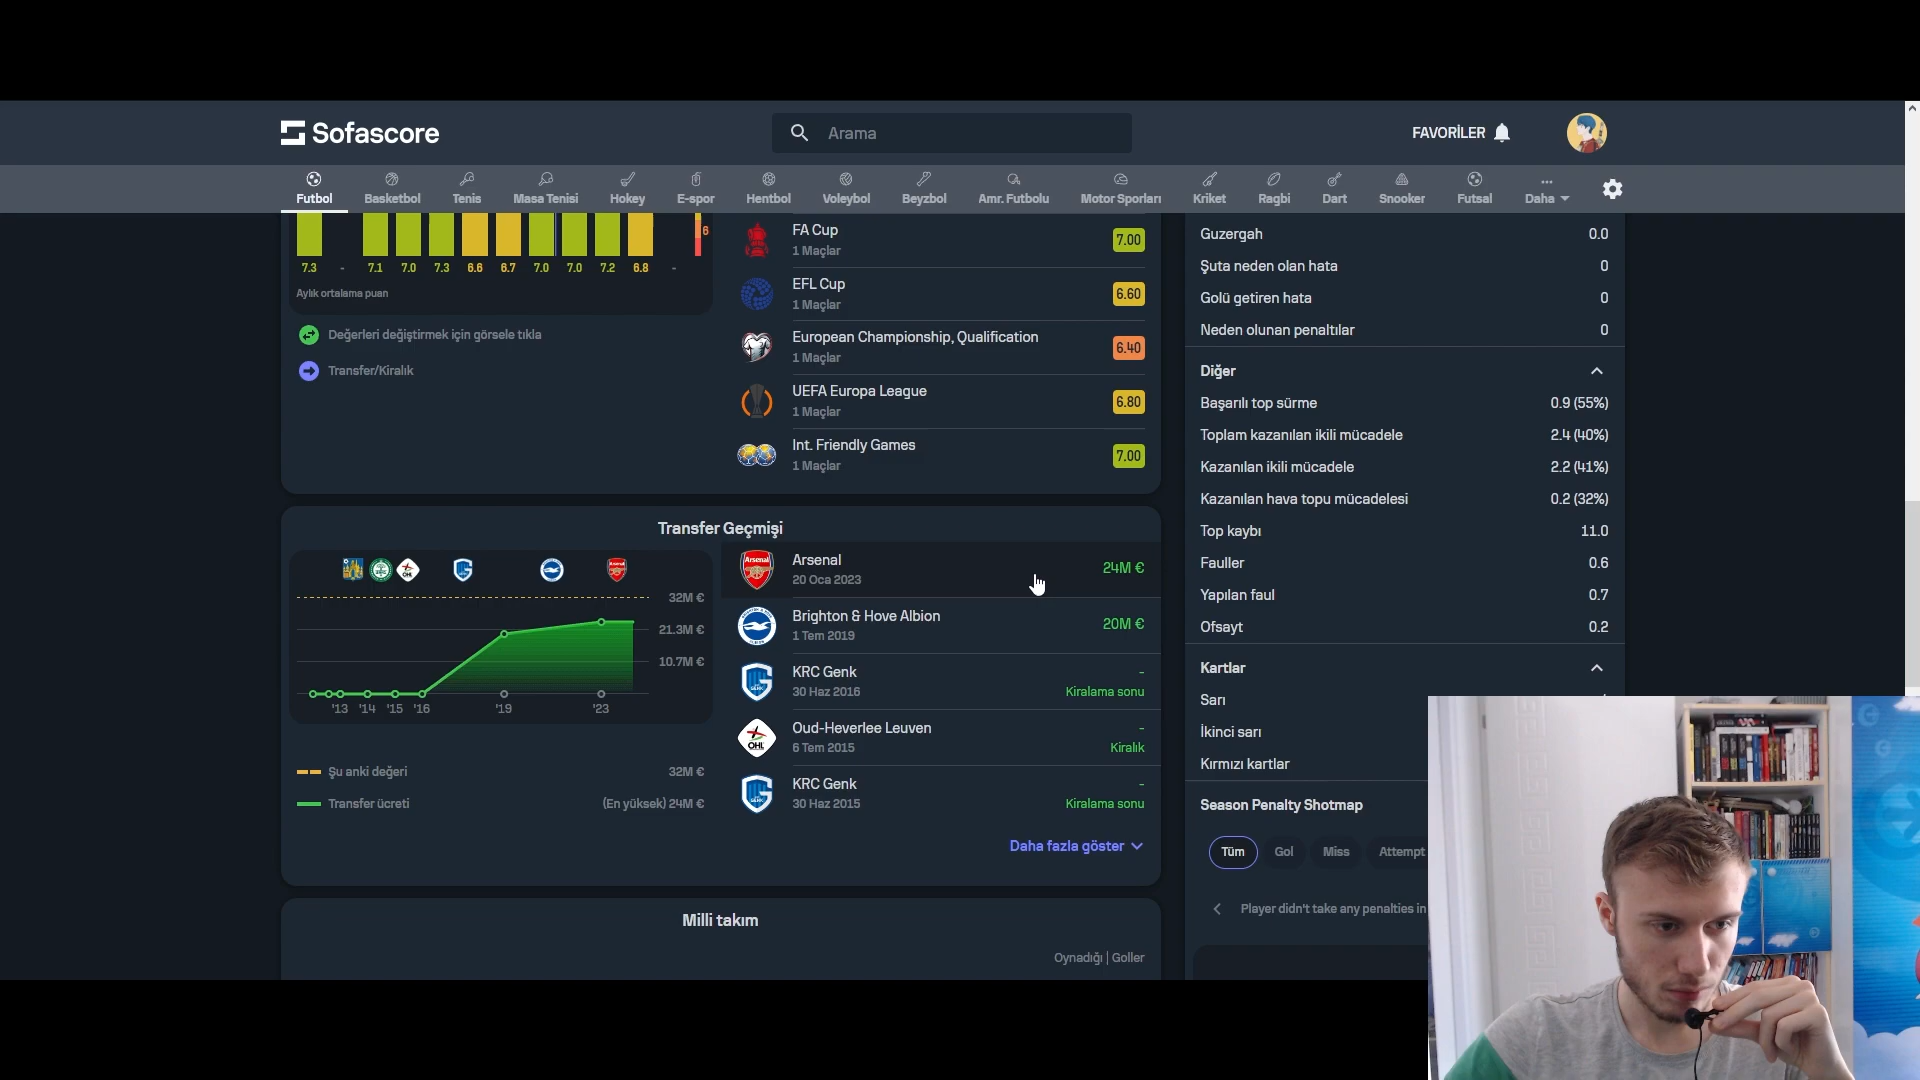 Sofascore
Arama
FAVORİLER
Futbol
Basketbol
Tenis
Masa Tenisi
Hokey
E-spor
Hentbol
Voleybol
Beyzbol
Amr. Futbolu
Motor Sporları
Kriket
Ragbi
Dart
Snooker
Futsal
Daha
6
7.3 - 7.1 7.0 7.3 6.6 6.7 7.0 7.0 7.2 6.8 -
Aylık ortalama puan
Değerleri değiştirmek için görsele tıkla
Transfer/Kiralık
FA Cup
1 Maçlar
7.00
EFL Cup
1 Maçlar
6.60
European Championship, Qualification
1 Maçlar
6.40
UEFA Europa League
1 Maçlar
6.80
Int. Friendly Games
1 Maçlar
7.00
Transfer Geçmişi
32M €
21.3M €
10.7M €
'13 '14 '15 '16 '19 '23
Şu anki değeri 32M €
Transfer ücreti (En yüksek) 24M €
Arsenal
20 Oca 2023
24M €
Brighton & Hove Albion
1 Tem 2019
20M €
KRC Genk -
30 Haz 2016 Kiralama sonu
Oud-Heverlee Leuven -
6 Tem 2015 Kiralık
KRC Genk -
30 Haz 2015 Kiralama sonu
Daha fazla göster
Milli takım
Oynadığı | Goller
Guzergah 0.0
Şuta neden olan hata 0
Golü getiren hata 0
Neden olunan penaltılar 0
Diğer
Başarılı top sürme 0.9 (55%)
Toplam kazanılan ikili mücadele 2.4 (40%)
Kazanılan ikili mücadele 2.2 (41%)
Kazanılan hava topu mücadelesi 0.2 (32%)
Top kaybı 11.0
Fauller 0.6
Yapılan faul 0.7
Ofsayt 0.2
Kartlar
Sarı
İkinci sarı
Kırmızı kartlar
Season Penalty Shotmap
Tüm
Gol
Miss
Attempt
Player didn't take any penalties in